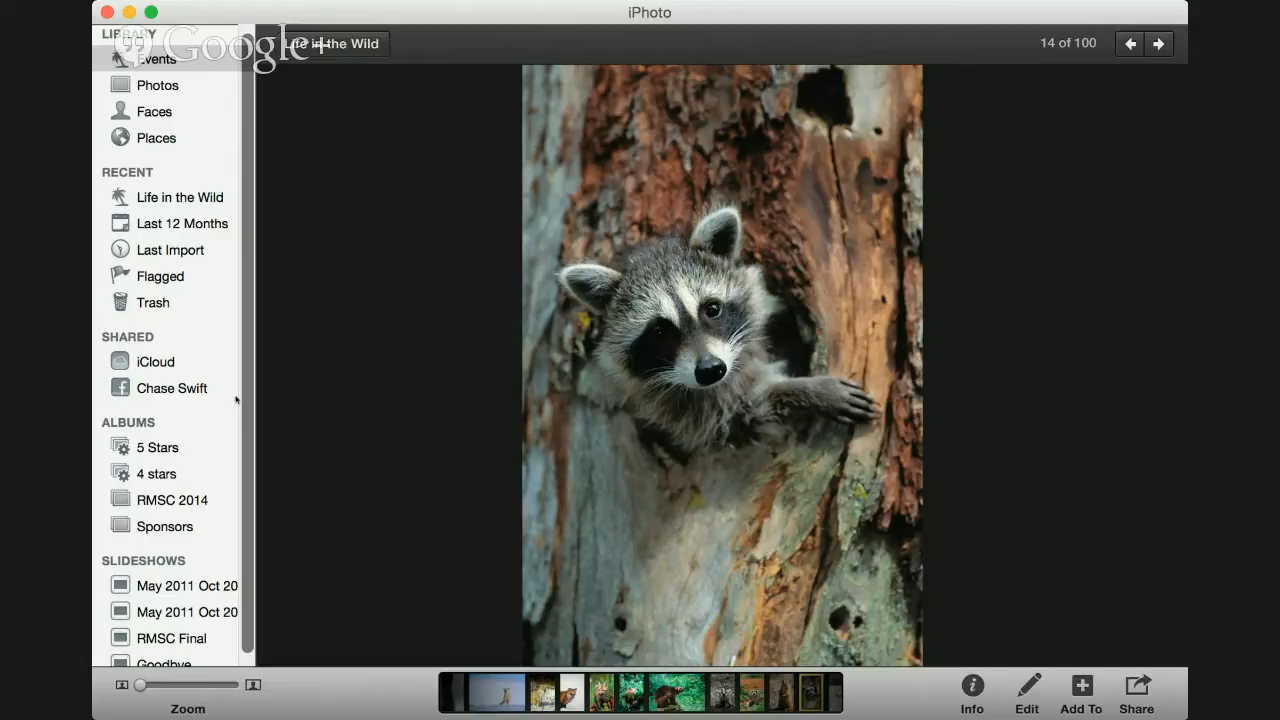 iPhoto
LIBRARY
Google+
Life in the Wild
14 of 100
Events
Photos
Faces
Places
RECENT
Life in the Wild
Last 12 Months
Last Import
Flagged
Trash
SHARED
iCloud
Chase Swift
ALBUMS
5 Stars
4 stars
RMSC 2014
Sponsors
SLIDESHOWS
May 2011 Oct 20
May 2011 Oct 20
RMSC Final
Goodbye
Zoom
Info
Edit
Add To
Share